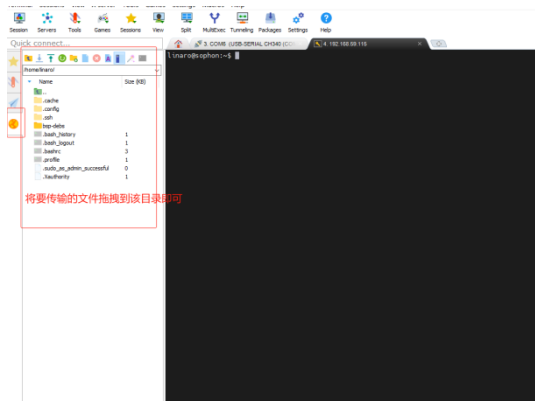 Session Servers Tools Games Sessions View Split MultiExec Tunneling Packages Settings Help
Quick connect...
3. COM8 (USB-SERIAL CH340 (CO
4. 192.168.58.115
/home/linaro/
Name Size (KB)
..
.cache
.config
.ssh
bsp-debs
.bash_history 1
.bash_logout 1
.bashrc 3
.profile 1
.sudo_as_admin_successful 0
.Xauthority 1
linaro@sophon:~$
将要传输的文件拖拽到该目录即可